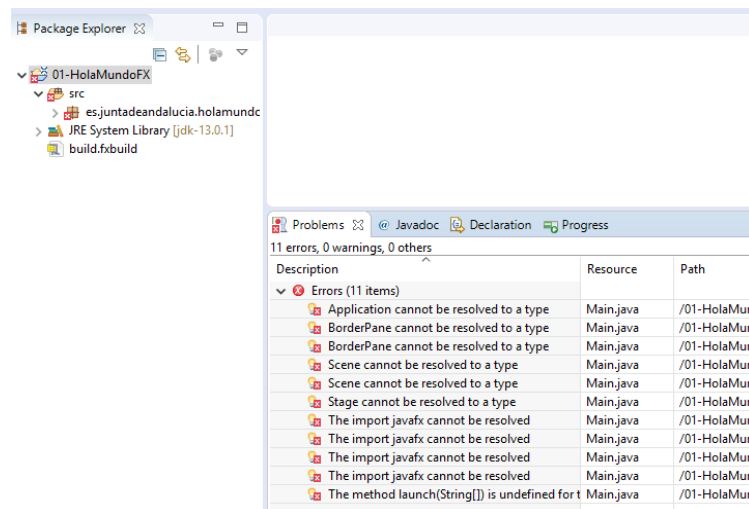 Package Explorer
01-HolaMundoFX
src
es.juntadeandalucia.holamundc
JRE System Library [jdk-13.0.1]
build.fxbuild
Problems @ Javadoc Declaration Progress
11 errors, 0 warnings, 0 others
Description Resource Path
Errors (11 items)
Application cannot be resolved to a type Main.java /01-HolaMur
BorderPane cannot be resolved to a type Main.java /01-HolaMur
BorderPane cannot be resolved to a type Main.java /01-HolaMur
Scene cannot be resolved to a type Main.java /01-HolaMur
Scene cannot be resolved to a type Main.java /01-HolaMur
Stage cannot be resolved to a type Main.java /01-HolaMur
The import javafx cannot be resolved Main.java /01-HolaMur
The import javafx cannot be resolved Main.java /01-HolaMur
The import javafx cannot be resolved Main.java /01-HolaMur
The import javafx cannot be resolved Main.java /01-HolaMur
The method launch(String[]) is undefined for t Main.java /01-HolaMur